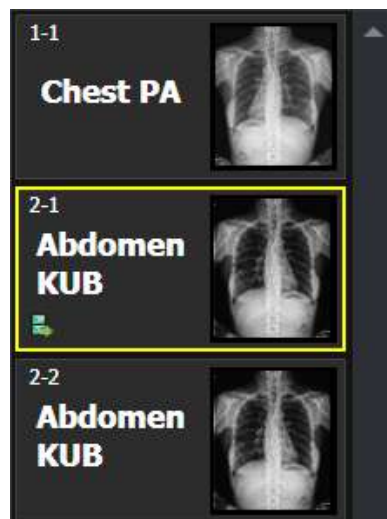 1-1
Chest PA
2-1
Abdomen
KUB
2-2
Abdomen
KUB